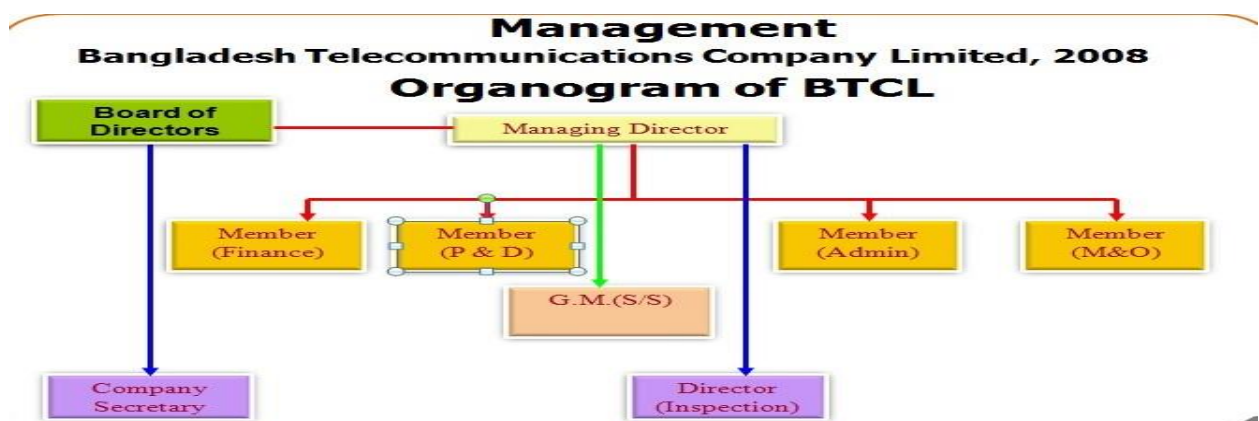 Management
Bangladesh Telecommunications Company Limited, 2008
Organogram of BTCL
Board of
Directors
Managing Director
Member
(Finance)
Member
(P & D)
Member
(Admin)
Member
(M&O)
G.M.(S/S)
Company
Secretary
Director
(Inspection)